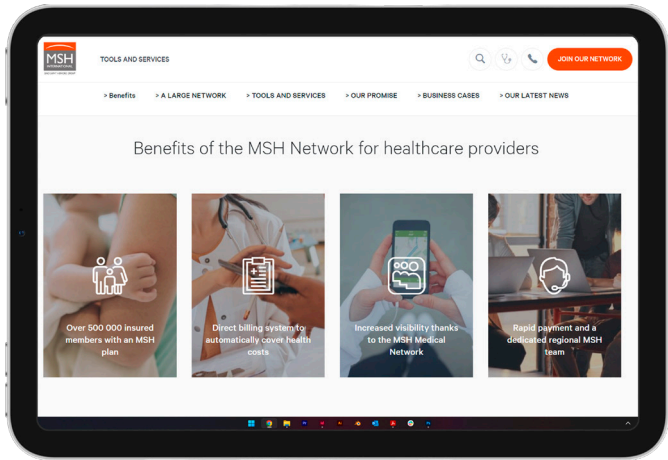 MSH
INTERNATIONAL
TOOLS AND SERVICES
JOIN OUR NETWORK
> Benefits > A LARGE NETWORK > TOOLS AND SERVICES > OUR PROMISE > BUSINESS CASES > OUR LATEST NEWS
Benefits of the MSH Network for healthcare providers
Over 500 000 insured
members with an MSH
plan
Direct billing system to
automatically cover health
costs
Increased visibility thanks
to the MSH Medical
Network
Rapid payment and a
dedicated regional MSH
team